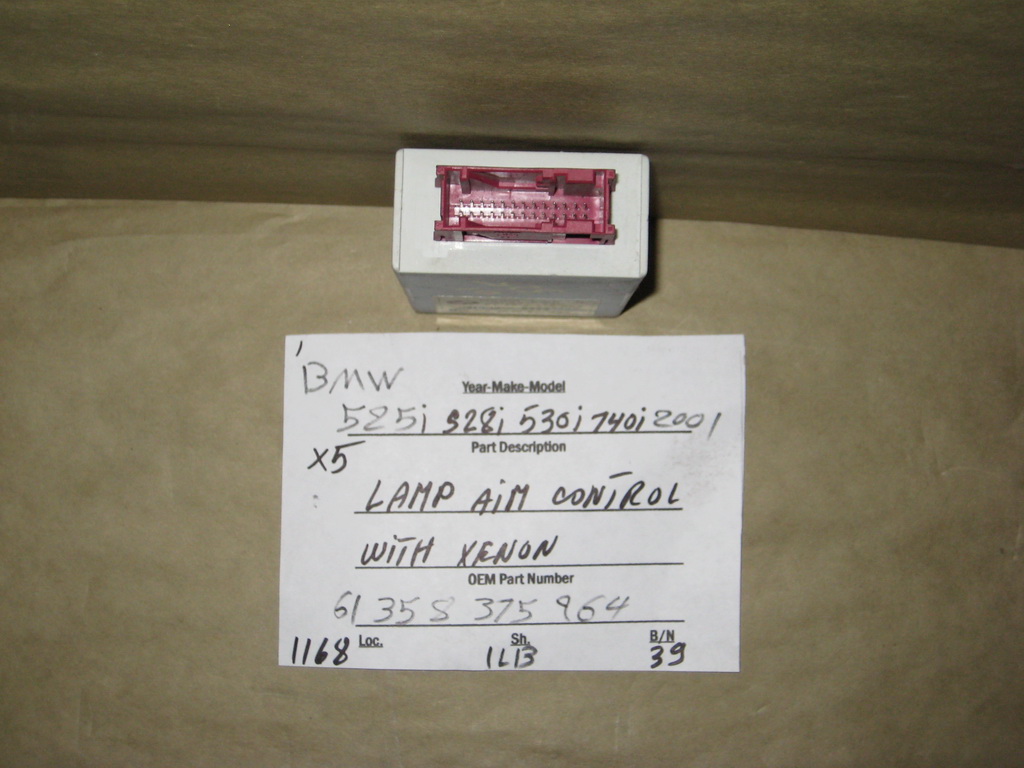 BMW
Year-Make-Model
525i 528i 530i 740i 2001
Part Description
X5
LAMP AiM CONTROL
WITH XENON
OEM Part Number
61 35 8 375 964
Loc. Sh. B/N
1168 1L13 39